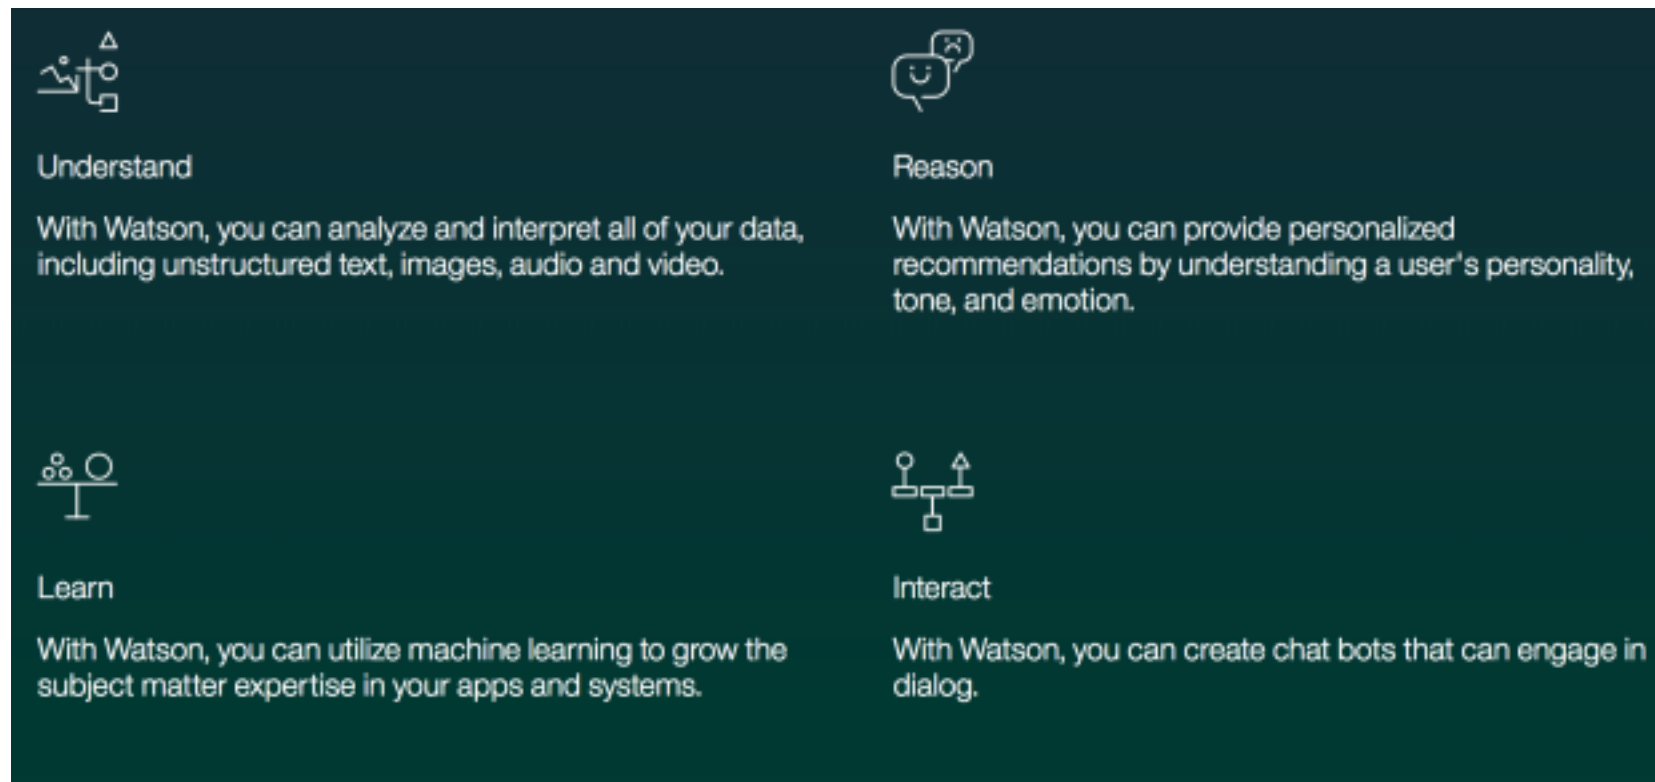 Understand
With Watson, you can analyze and interpret all of your data,
including unstructured text, images, audio and video.
Reason
With Watson, you can provide personalized
recommendations by understanding a user's personality,
tone, and emotion.
Learn
With Watson, you can utilize machine learning to grow the
subject matter expertise in your apps and systems.
Interact
With Watson, you can create chat bots that can engage in
dialog.